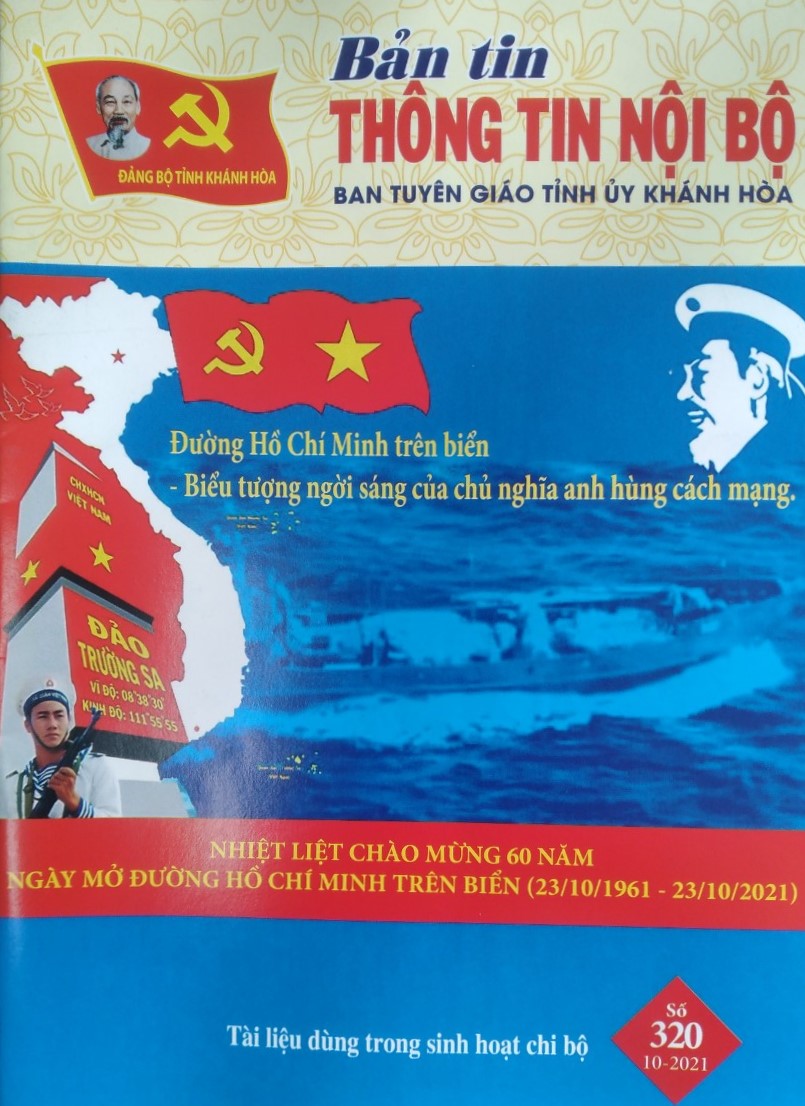 Bản tin
THÔNG TIN NỘI BỘ
BAN TUYÊN GIÁO TỈNH ỦY KHÁNH HÒA
ĐẢNG BỘ TỈNH KHÁNH HÒA
Đường Hồ Chí Minh trên biển
- Biểu tượng ngời sáng của chủ nghĩa anh hùng cách mạng.
CHXHCN
VIỆT NAM
ĐẢO
TRƯỜNG SA
VĨ ĐỘ: 08°38'30"
KINH ĐỘ: 111°55'55
Việt Nam
Việt Nam
NHIỆT LIỆT CHÀO MỪNG 60 NĂM
NGÀY MỞ ĐƯỜNG HỒ CHÍ MINH TRÊN BIỂN (23/10/1961 - 23/10/2021)
Tài liệu dùng trong sinh hoạt chi bộ
Số
320
10-2021